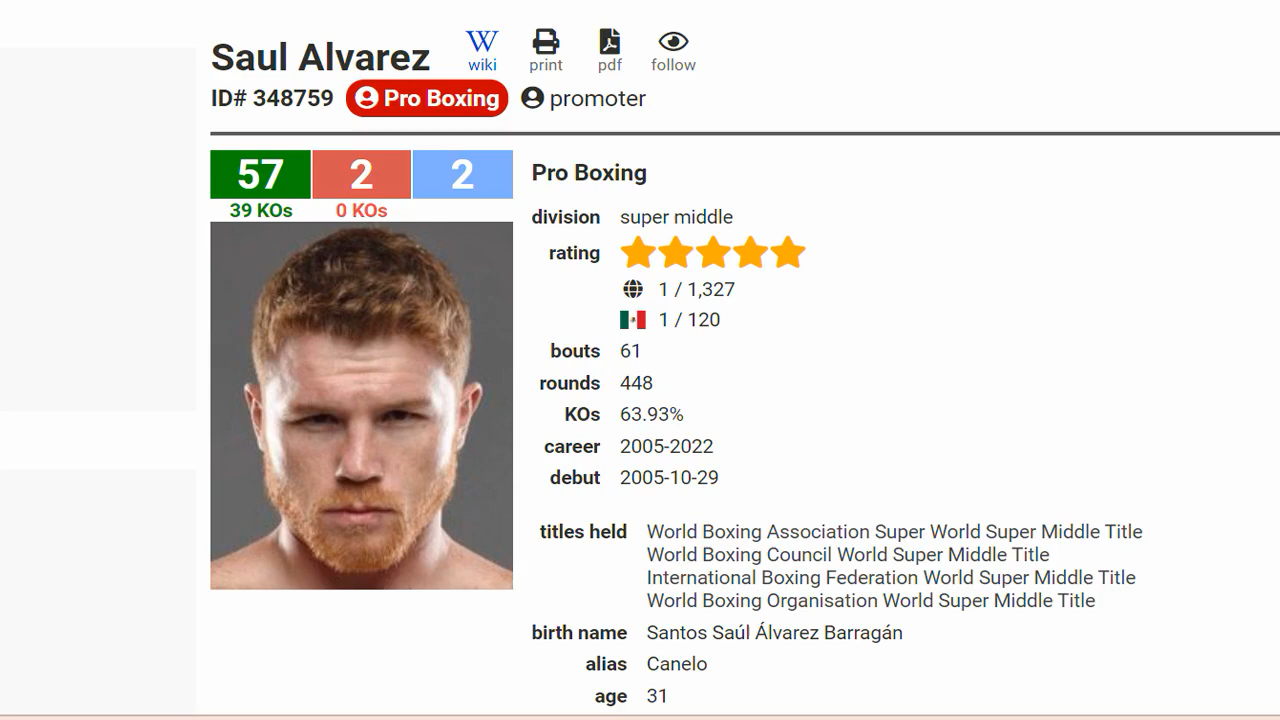 Saul Alvarez
wiki
print
pdf
follow
ID# 348759 Pro Boxing promoter
57 2 2
39 KOs 0 KOs
Pro Boxing
division super middle
rating
1 / 1,327
1 / 120
bouts 61
rounds 448
KOs 63.93%
career 2005-2022
debut 2005-10-29
titles held World Boxing Association Super World Super Middle Title
World Boxing Council World Super Middle Title
International Boxing Federation World Super Middle Title
World Boxing Organisation World Super Middle Title
birth name Santos Saúl Álvarez Barragán
alias Canelo
age 31